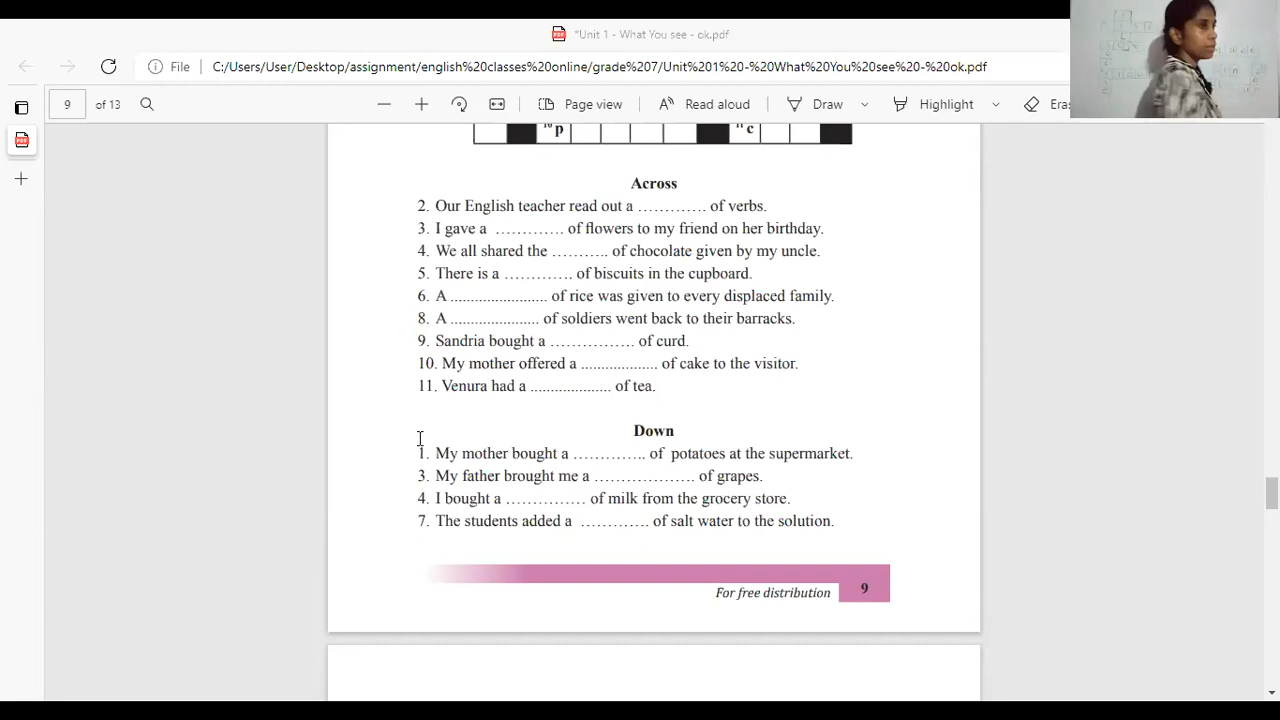 *Unit 1 - What You see - ok.pdf
File C:/Users/User/Desktop/assignment/english%20classes%20online/grade%207/Unit%201%20-%20What%20You%20see%20-%20ok.pdf
9 of 13 Page view Read aloud Draw Highlight Eras
10 p 11 c
Across
2. Our English teacher read out a …………. of verbs.
3. I gave a …………. of flowers to my friend on her birthday.
4. We all shared the ……….. of chocolate given by my uncle.
5. There is a …………. of biscuits in the cupboard.
6. A ........................ of rice was given to every displaced family.
8. A ...................... of soldiers went back to their barracks.
9. Sandria bought a ……………. of curd.
10. My mother offered a ................... of cake to the visitor.
11. Venura had a .................... of tea.
Down
1. My mother bought a ………….. of potatoes at the supermarket.
3. My father brought me a ………………. of grapes.
4. I bought a …………… of milk from the grocery store.
7. The students added a …………. of salt water to the solution.
For free distribution 9